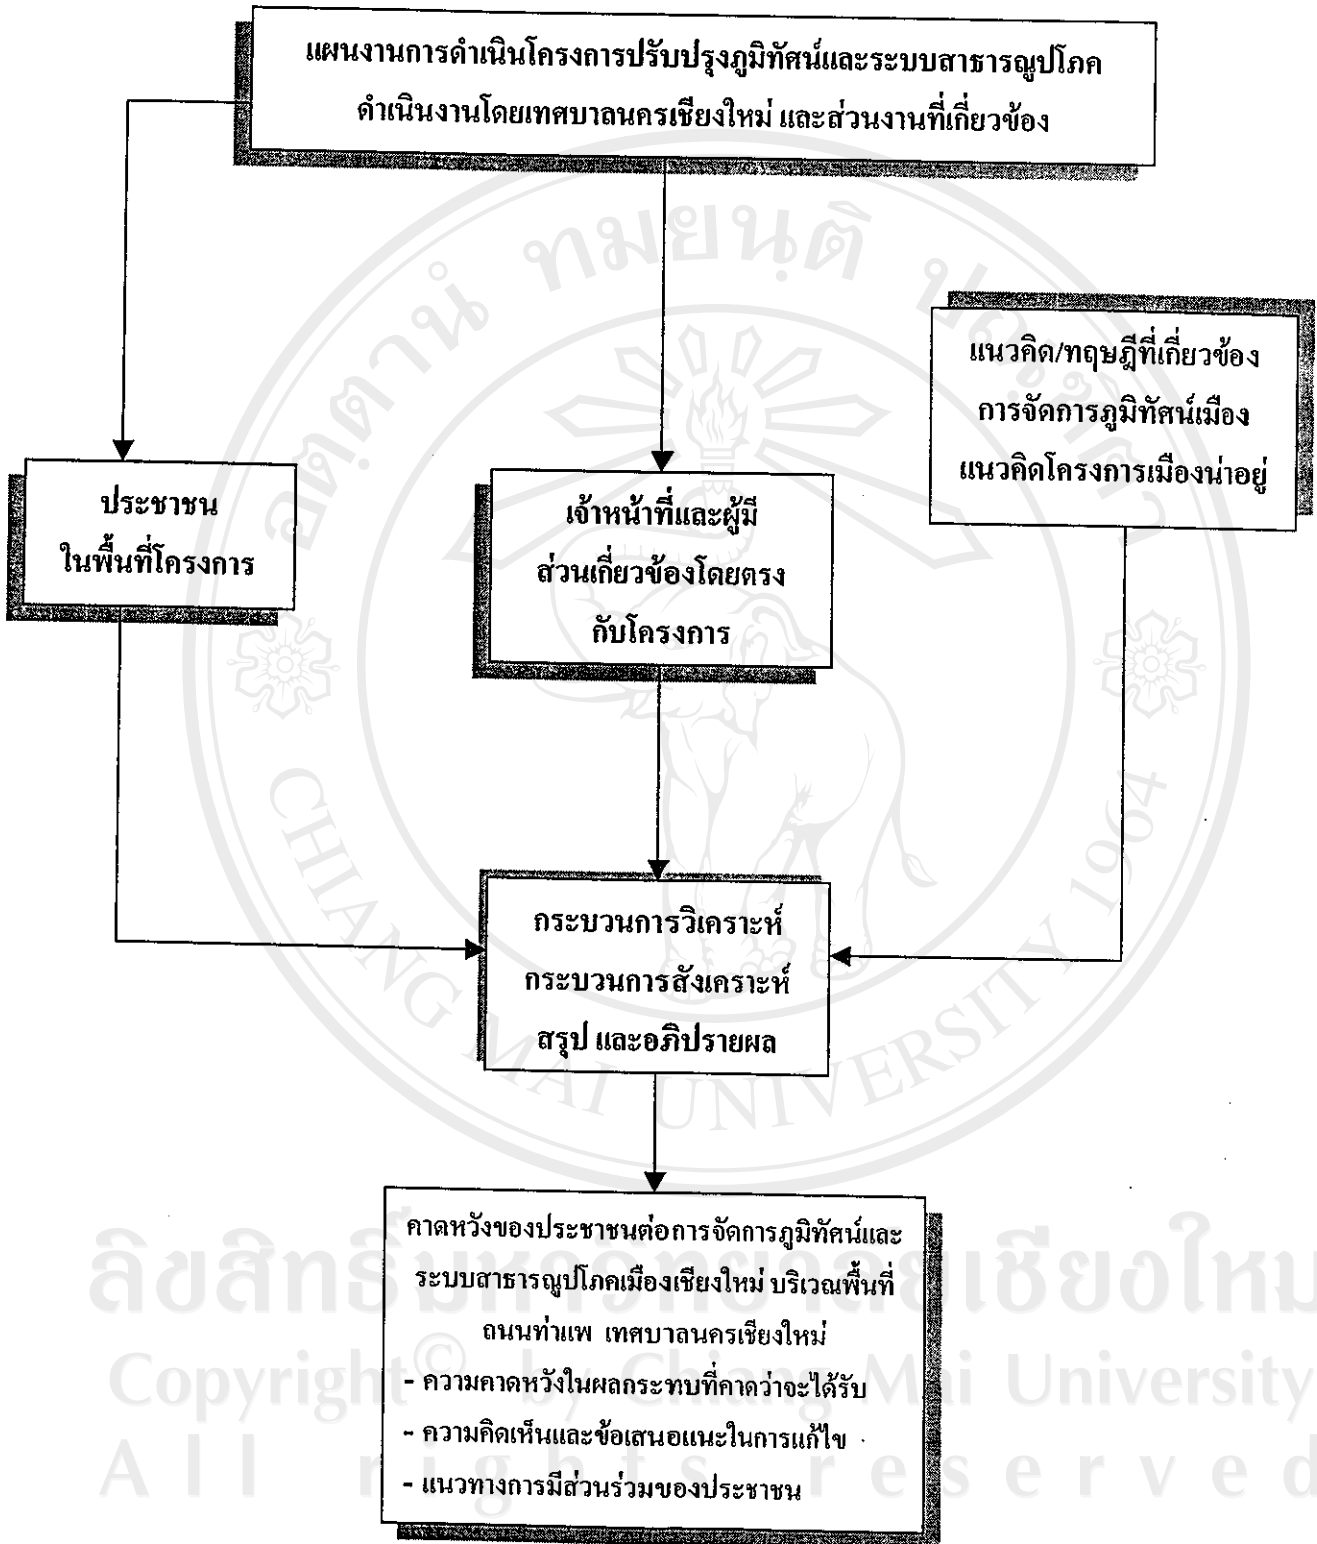 แผนงานการดำเนินโครงการปรับปรุงภูมิทัศน์และระบบสาธารณูปโภค
ดำเนินงานโดยเทศบาลนครเชียงใหม่ และส่วนงานที่เกี่ยวข้อง
แนวคิด/ทฤษฎีที่เกี่ยวข้อง
การจัดการภูมิทัศน์เมือง
แนวคิดโครงการเมืองน่าอยู่
ประชาชน
ในพื้นที่โครงการ
เจ้าหน้าที่และผู้มี
ส่วนเกี่ยวข้องโดยตรง
กับโครงการ
กระบวนการวิเคราะห์
กระบวนการสังเคราะห์
สรุป และอภิปรายผล
คาดหวังของประชาชนต่อการจัดการภูมิทัศน์และ
ระบบสาธารณูปโภคเมืองเชียงใหม่ บริเวณพื้นที่
ถนนท่าแพ เทศบาลนครเชียงใหม่
- ความคาดหวังในผลกระทบที่คาดว่าจะได้รับ
- ความคิดเห็นและข้อเสนอแนะในการแก้ไข
- แนวทางการมีส่วนร่วมของประชาชน
CHIANG MAI UNIVERSITY 1964
Copyright© by Chiang Mai University
All rights reserved